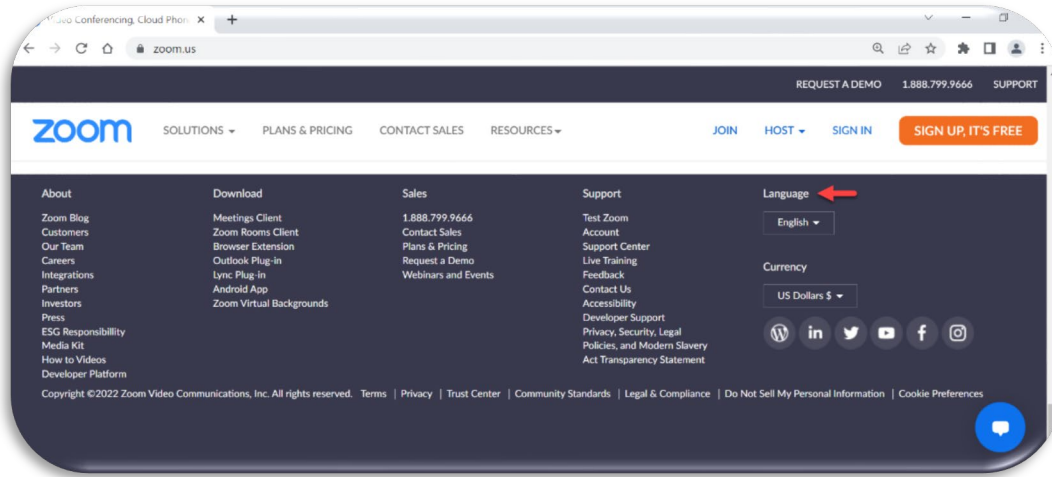 Video Conferencing, Cloud Phon
zoom.us
REQUEST A DEMO 1.888.799.9666 SUPPORT
zoom SOLUTIONS PLANS & PRICING CONTACT SALES RESOURCES JOIN HOST SIGN IN SIGN UP, IT'S FREE
About
Zoom Blog
Customers
Our Team
Careers
Integrations
Partners
Investors
Press
ESG Responsibillity
Media Kit
How to Videos
Developer Platform
Download
Meetings Client
Zoom Rooms Client
Browser Extension
Outlook Plug-in
Lync Plug-in
Android App
Zoom Virtual Backgrounds
Sales
1.888.799.9666
Contact Sales
Plans & Pricing
Request a Demo
Webinars and Events
Support
Test Zoom
Account
Support Center
Live Training
Feedback
Contact Us
Accessibility
Developer Support
Privacy, Security, Legal
Policies, and Modern Slavery
Act Transparency Statement
Language
English
Currency
US Dollars $
Copyright ©2022 Zoom Video Communications, Inc. All rights reserved. Terms | Privacy | Trust Center | Community Standards | Legal & Compliance | Do Not Sell My Personal Information | Cookie Preferences